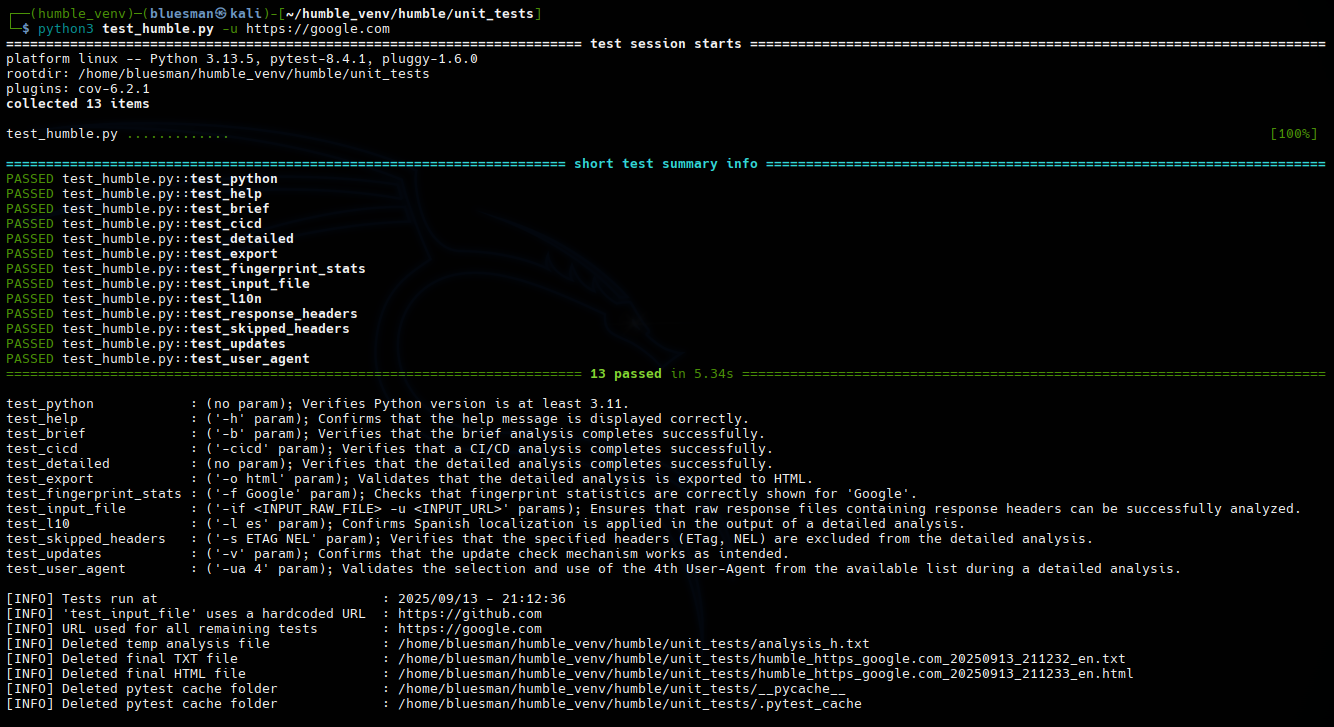 ┌──(humble_venv)─(bluesman㉿kali)-[~/humble_venv/humble/unit_tests]
└─$ python3 test_humble.py -u https://google.com
======================================================================== test session starts ========================================================================
platform linux -- Python 3.13.5, pytest-8.4.1, pluggy-1.6.0
rootdir: /home/bluesman/humble_venv/humble/unit_tests
plugins: cov-6.2.1
collected 13 items
test_humble.py ............. [100%]
====================================================================== short test summary info ======================================================================
PASSED test_humble.py::test_python
PASSED test_humble.py::test_help
PASSED test_humble.py::test_brief
PASSED test_humble.py::test_cicd
PASSED test_humble.py::test_detailed
PASSED test_humble.py::test_export
PASSED test_humble.py::test_fingerprint_stats
PASSED test_humble.py::test_input_file
PASSED test_humble.py::test_l10n
PASSED test_humble.py::test_response_headers
PASSED test_humble.py::test_skipped_headers
PASSED test_humble.py::test_updates
PASSED test_humble.py::test_user_agent
======================================================================== 13 passed in 5.34s =========================================================================
test_python : (no param); Verifies Python version is at least 3.11.
test_help : ('-h' param); Confirms that the help message is displayed correctly.
test_brief : ('-b' param); Verifies that the brief analysis completes successfully.
test_cicd : ('-cicd' param); Verifies that a CI/CD analysis completes successfully.
test_detailed : (no param); Verifies that the detailed analysis completes successfully.
test_export : ('-o html' param); Validates that the detailed analysis is exported to HTML.
test_fingerprint_stats : ('-f Google' param); Checks that fingerprint statistics are correctly shown for 'Google'.
test_input_file : ('-if <INPUT_RAW_FILE> -u <INPUT_URL>' params); Ensures that raw response files containing response headers can be successfully analyzed.
test_l10 : ('-l es' param); Confirms Spanish localization is applied in the output of a detailed analysis.
test_skipped_headers : ('-s ETAG NEL' param); Verifies that the specified headers (ETag, NEL) are excluded from the detailed analysis.
test_updates : ('-v' param); Confirms that the update check mechanism works as intended.
test_user_agent : ('-ua 4' param); Validates the selection and use of the 4th User-Agent from the available list during a detailed analysis.
[INFO] Tests run at : 2025/09/13 - 21:12:36
[INFO] 'test_input_file' uses a hardcoded URL : https://github.com
[INFO] URL used for all remaining tests : https://google.com
[INFO] Deleted temp analysis file : /home/bluesman/humble_venv/humble/unit_tests/analysis_h.txt
[INFO] Deleted final TXT file : /home/bluesman/humble_venv/humble/unit_tests/humble_https_google.com_20250913_211232_en.txt
[INFO] Deleted final HTML file : /home/bluesman/humble_venv/humble/unit_tests/humble_https_google.com_20250913_211233_en.html
[INFO] Deleted pytest cache folder : /home/bluesman/humble_venv/humble/unit_tests/__pycache__
[INFO] Deleted pytest cache folder : /home/bluesman/humble_venv/humble/unit_tests/.pytest_cache